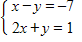 x − y = −7
2x + y = 1